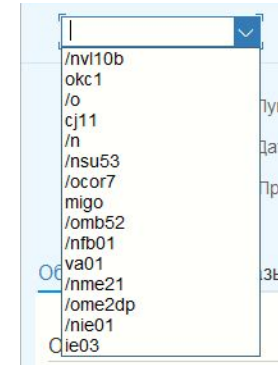 /nvl10b
okc1
/o
cj11
/n
/nsu53
/ocor7
migo
/omb52
/nfb01
va01
/nme21
/ome2dp
/nie01
ie03